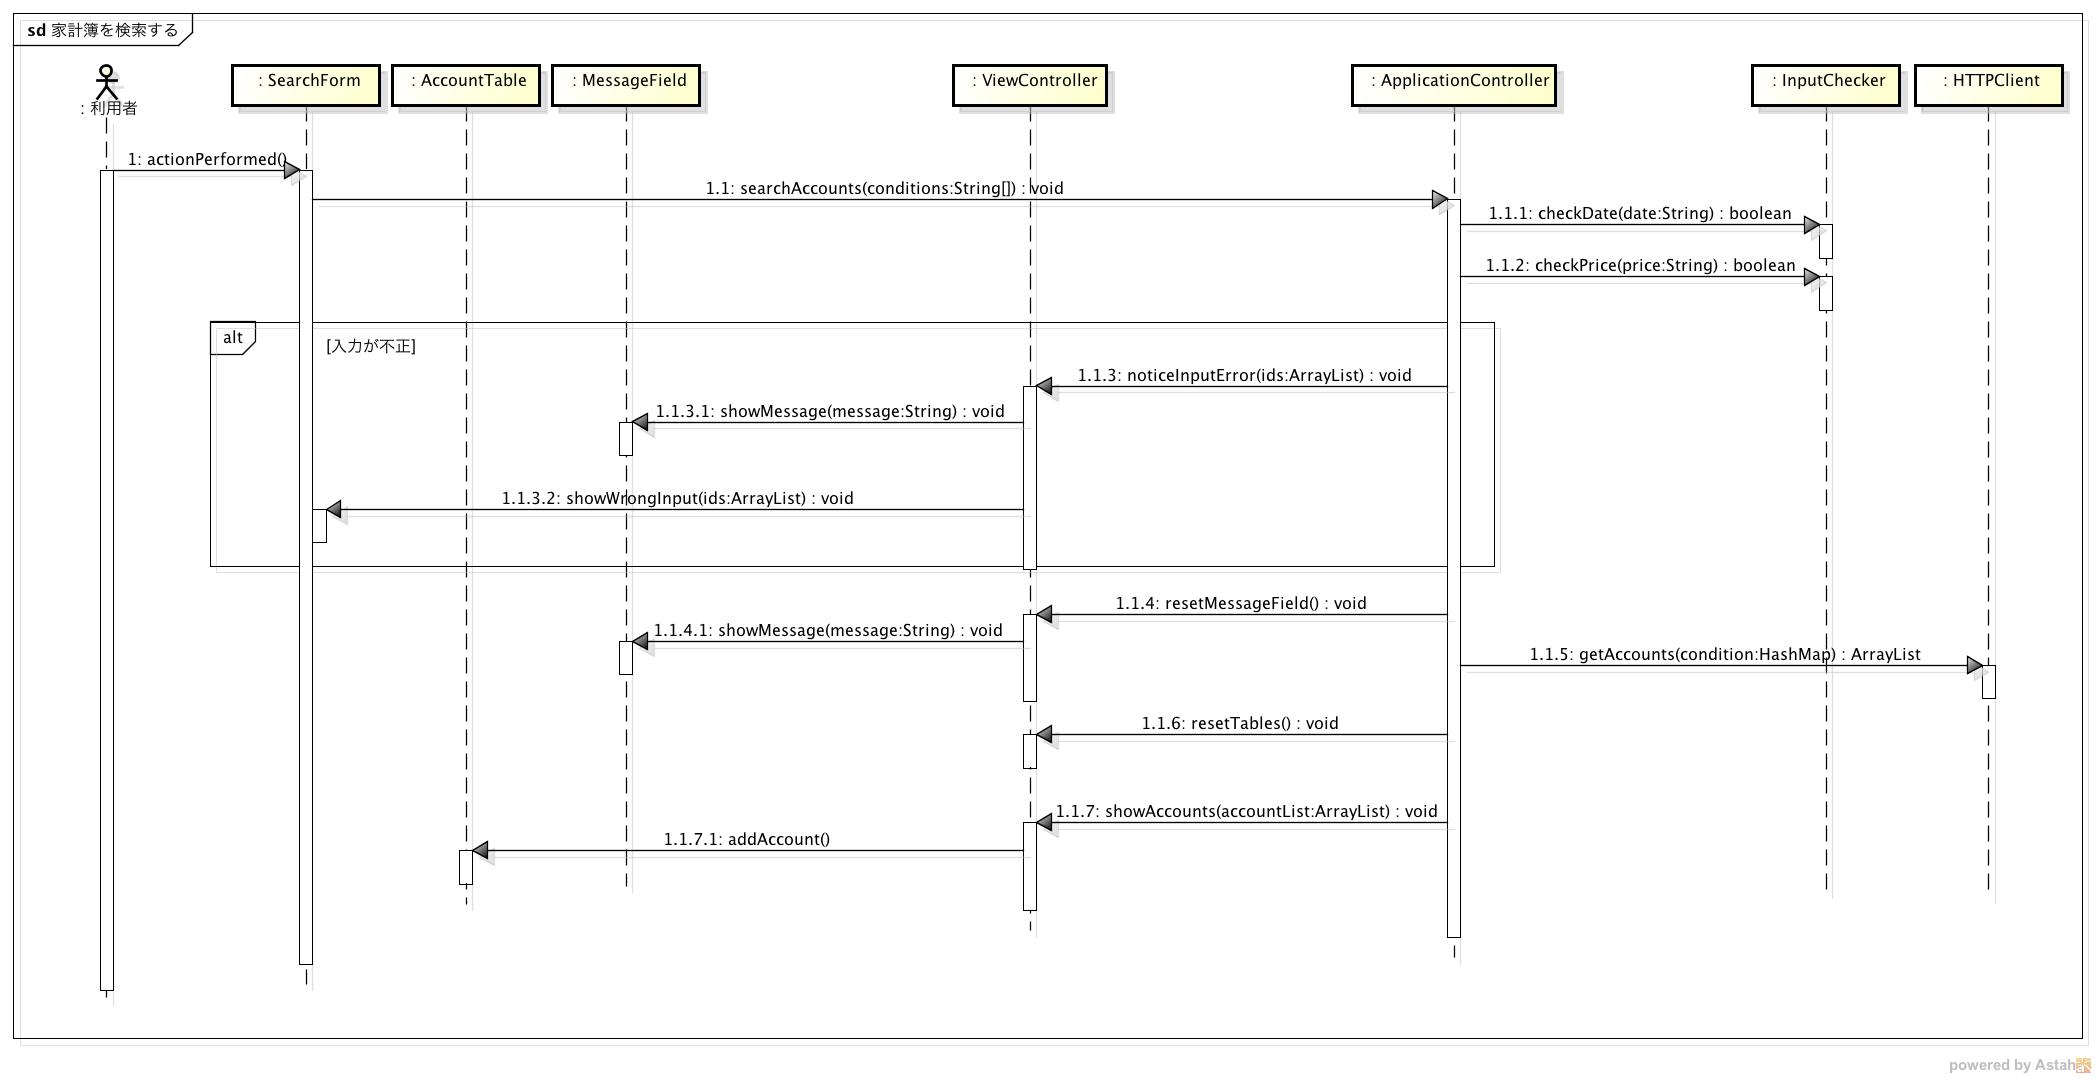 sd 家計簿を検索する
: 利用者
: SearchForm
: AccountTable
: MessageField
: ViewController
: ApplicationController
: InputChecker
: HTTPClient
1: actionPerformed()
1.1: searchAccounts(conditions:String[]) : void
1.1.1: checkDate(date:String) : boolean
1.1.2: checkPrice(price:String) : boolean
alt
[入力が不正]
1.1.3: noticeInputError(ids:ArrayList) : void
1.1.3.1: showMessage(message:String) : void
1.1.3.2: showWrongInput(ids:ArrayList) : void
1.1.4: resetMessageField() : void
1.1.4.1: showMessage(message:String) : void
1.1.5: getAccounts(condition:HashMap) : ArrayList
1.1.6: resetTables() : void
1.1.7: showAccounts(accountList:ArrayList) : void
1.1.7.1: addAccount()
powered by Astah